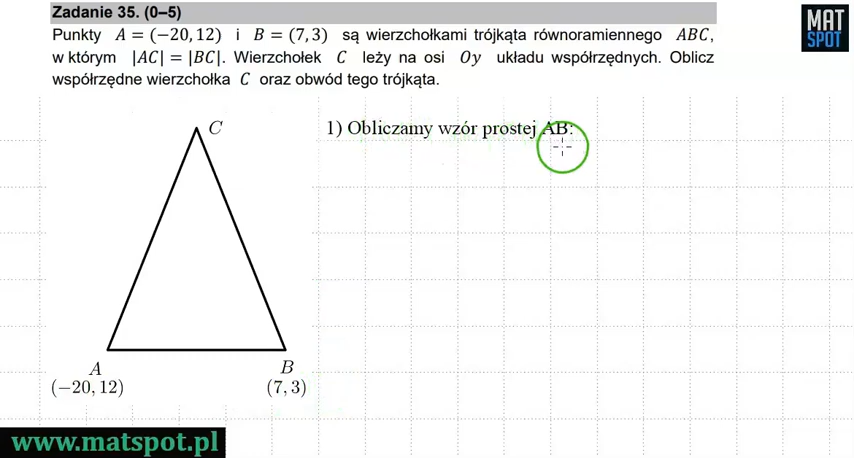 Zadanie 35. (0–5)
MAT
SPOT
Punkty A = (−20, 12) i B = (7, 3) są wierzchołkami trójkąta równoramiennego ABC,
w którym |AC| = |BC|. Wierzchołek C leży na osi Oy układu współrzędnych. Oblicz
współrzędne wierzchołka C oraz obwód tego trójkąta.
C
1) Obliczamy wzór prostej AB:
A
B
(−20, 12)
(7, 3)
www.matspot.pl